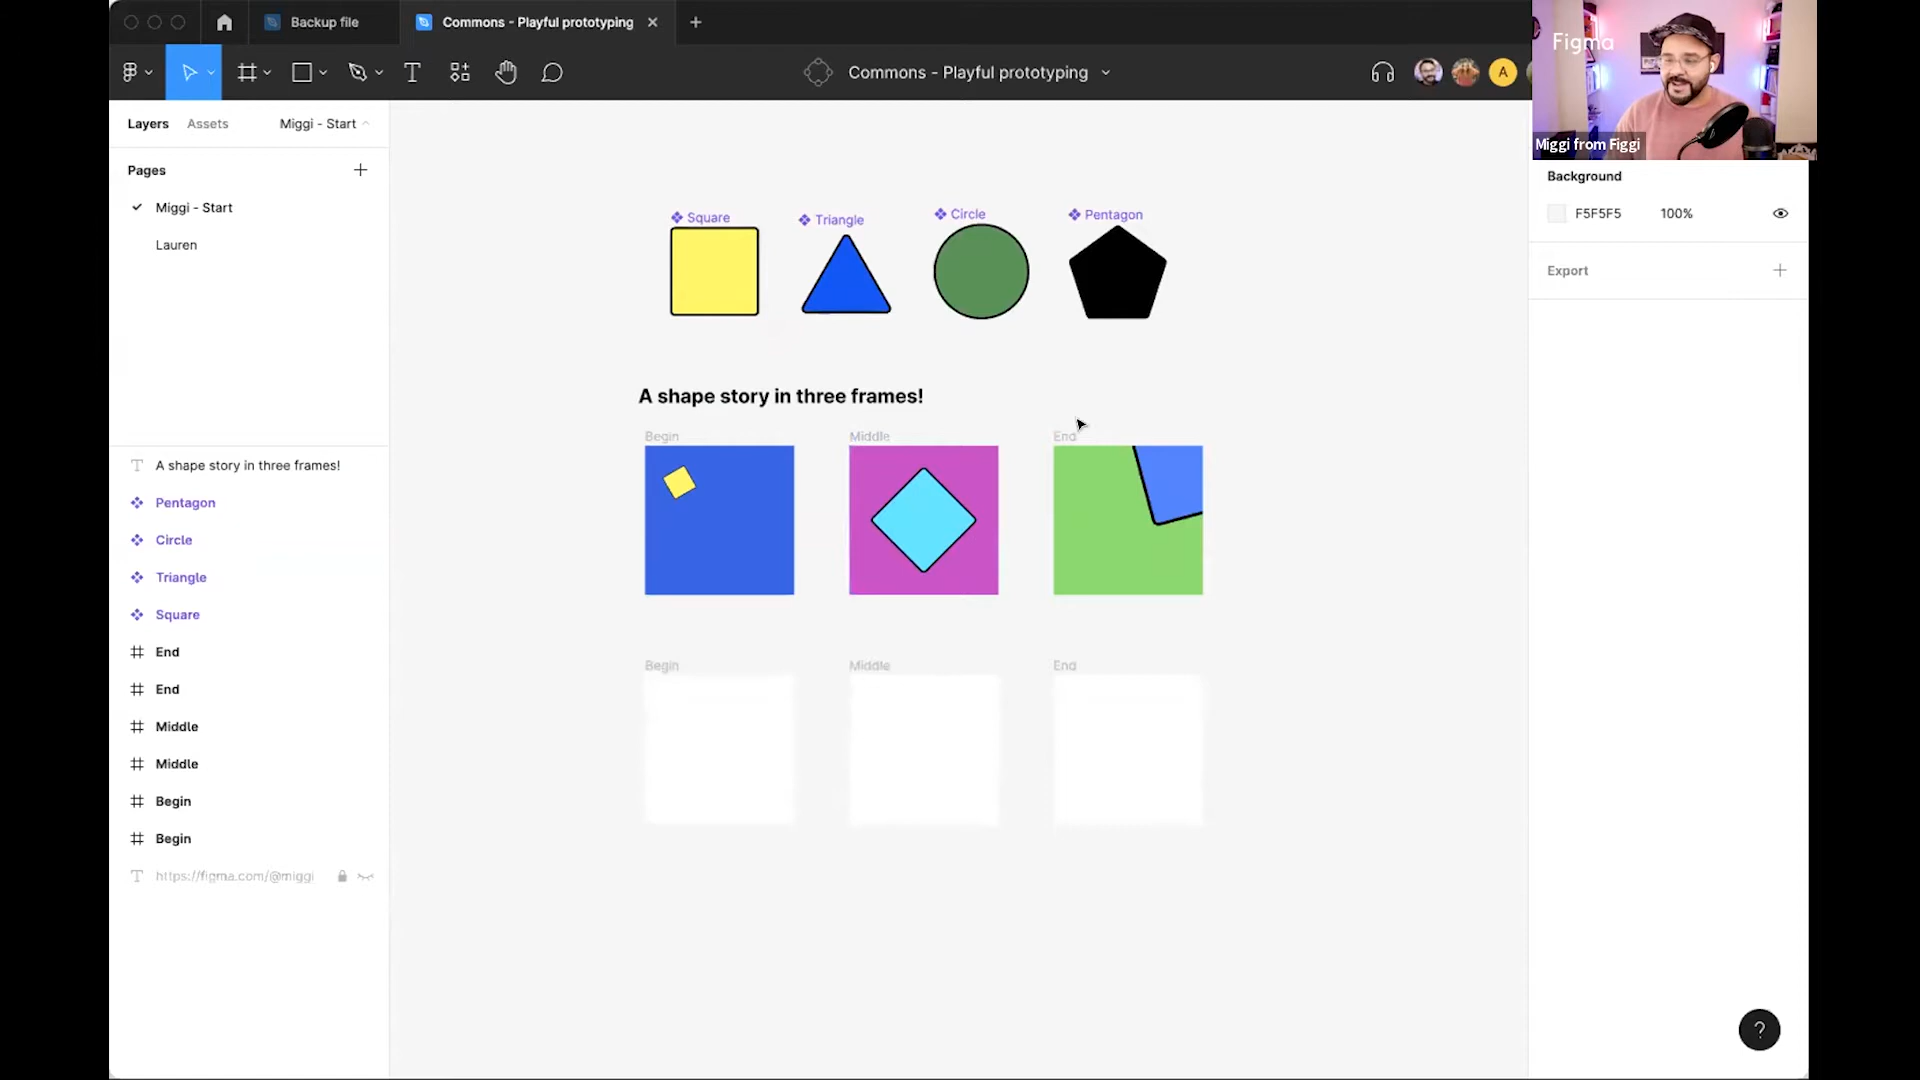 Backup file
Commons - Playful prototyping
Commons - Playful prototyping
A
Figma
Miggi from Figgi
Layers
Assets
Miggi - Start
Pages
Miggi - Start
Lauren
A shape story in three frames!
Pentagon
Circle
Triangle
Square
End
End
Middle
Middle
Begin
Begin
https://figma.com/@miggi
Square
Triangle
Circle
Pentagon
A shape story in three frames!
Begin
Middle
End
Begin
Middle
End
Background
F5F5F5
100%
Export
?